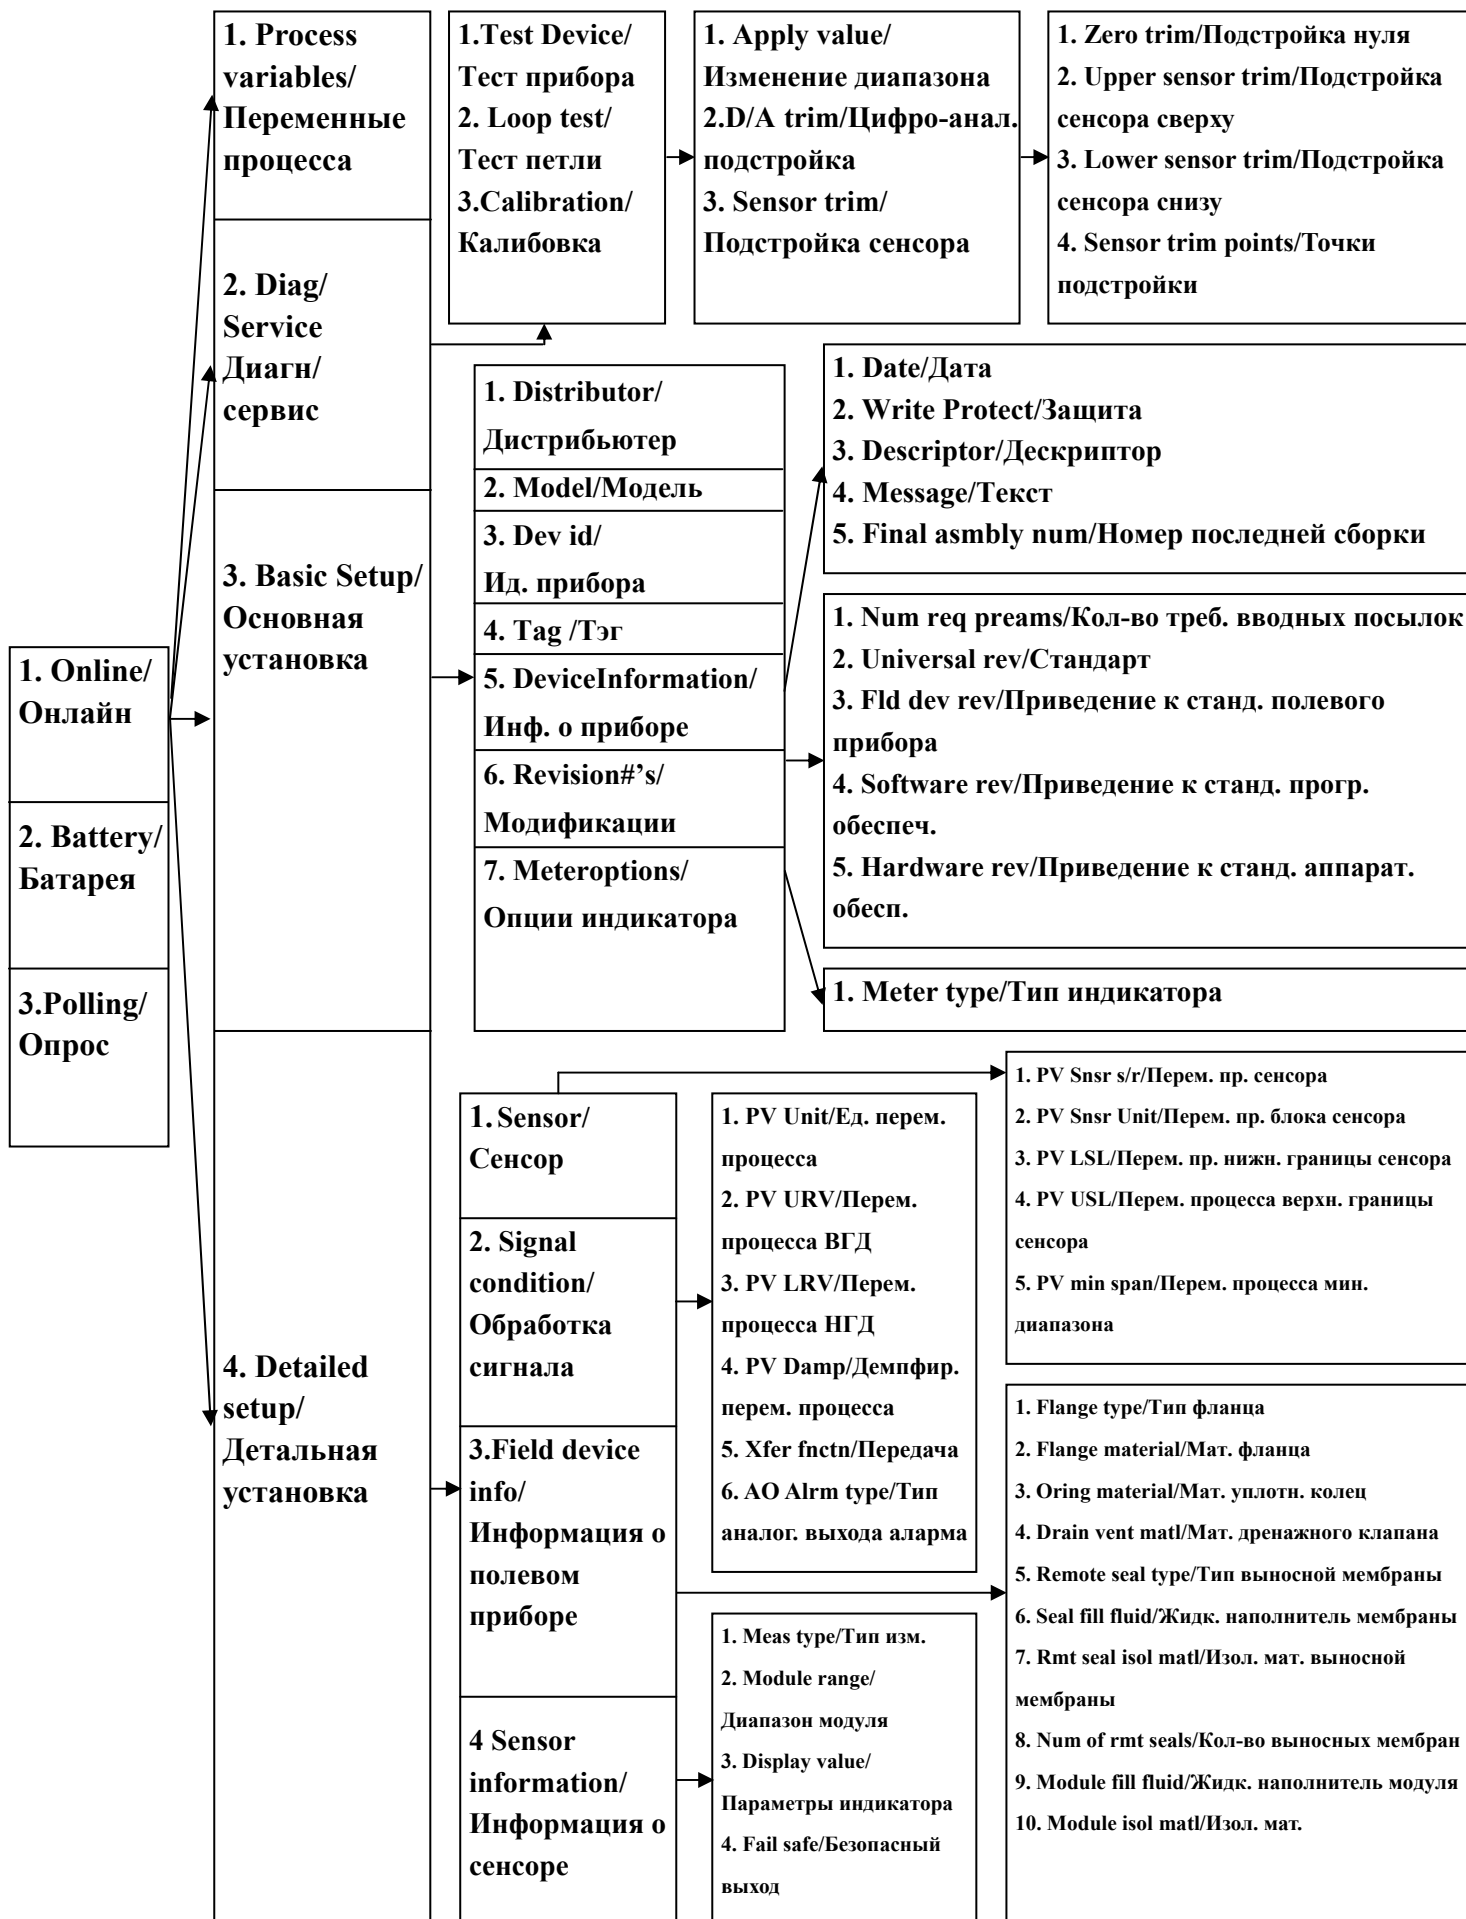 1. Online/
Онлайн
2. Battery/
Батарея
3.Polling/
Опрос
1. Process
variables/
Переменные
процесса
2. Diag/
Service
Диагн/
сервис
3. Basic Setup/
Основная
установка
4. Detailed
setup/
Детальная
установка
1.Test Device/
Тест прибора
2. Loop test/
Тест петли
3.Calibration/
Калибовка
1. Apply value/
Изменение диапазона
2.D/A trim/Цифро-анал.
подстройка
3. Sensor trim/
Подстройка сенсора
1. Zero trim/Подстройка нуля
2. Upper sensor trim/Подстройка
сенсора сверху
3. Lower sensor trim/Подстройка
сенсора снизу
4. Sensor trim points/Точки
подстройки
1. Distributor/
Дистрибьютер
2. Model/Модель
3. Dev id/
Ид. прибора
4. Tag /Тэг
5. DeviceInformation/
Инф. о приборе
6. Revision#’s/
Модификации
7. Meteroptions/
Опции индикатора
1. Date/Дата
2. Write Protect/Защита
3. Descriptor/Дескриптор
4. Message/Текст
5. Final asmbly num/Номер последней сборки
1. Num req preams/Кол-во треб. вводных посылок
2. Universal rev/Стандарт
3. Fld dev rev/Приведение к станд. полевого
прибора
4. Software rev/Приведение к станд. прогр.
обеспеч.
5. Hardware rev/Приведение к станд. аппарат.
обесп.
1. Meter type/Тип индикатора
1. Sensor/
Сенсор
2. Signal
condition/
Обработка
сигнала
3.Field device
info/
Информация о
полевом
приборе
4 Sensor
information/
Информация о
сенсоре
1. PV Unit/Ед. перем.
процесса
2. PV URV/Перем.
процесса ВГД
3. PV LRV/Перем.
процесса НГД
4. PV Damp/Демпфир.
перем. процесса
5. Xfer fnctn/Передача
6. AO Alrm type/Тип
аналог. выхода аларма
1. Meas type/Тип изм.
2. Module range/
Диапазон модуля
3. Display value/
Параметры индикатора
4. Fail safe/Безопасный
выход
1. PV Snsr s/r/Перем. пр. сенсора
2. PV Snsr Unit/Перем. пр. блока сенсора
3. PV LSL/Перем. пр. нижн. границы сенсора
4. PV USL/Перем. процесса верхн. границы
сенсора
5. PV min span/Перем. процесса мин.
диапазона
1. Flange type/Тип фланца
2. Flange material/Мат. фланца
3. Oring material/Мат. уплотн. колец
4. Drain vent matl/Мат. дренажного клапана
5. Remote seal type/Тип выносной мембраны
6. Seal fill fluid/Жидк. наполнитель мембраны
7. Rmt seal isol matl/Изол. мат. выносной
мембраны
8. Num of rmt seals/Кол-во выносных мембран
9. Module fill fluid/Жидк. наполнитель модуля
10. Module isol matl/Изол. мат.